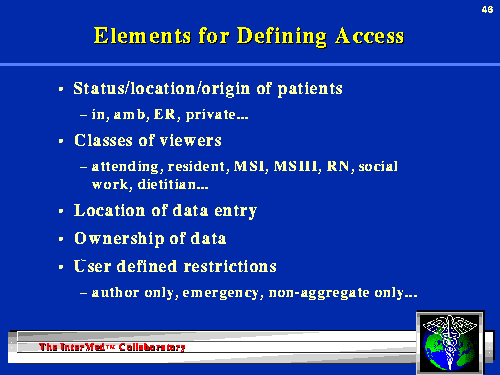 46
Elements for Defining Access
• Status/location/origin of patients
– in, amb, ER, private...
• Classes of viewers
– attending, resident, MSI, MSIII, RN, social
work, dietitian...
• Location of data entry
• Ownership of data
• User defined restrictions
– author only, emergency, non-aggregate only...
The InterMed™ Collaboratory